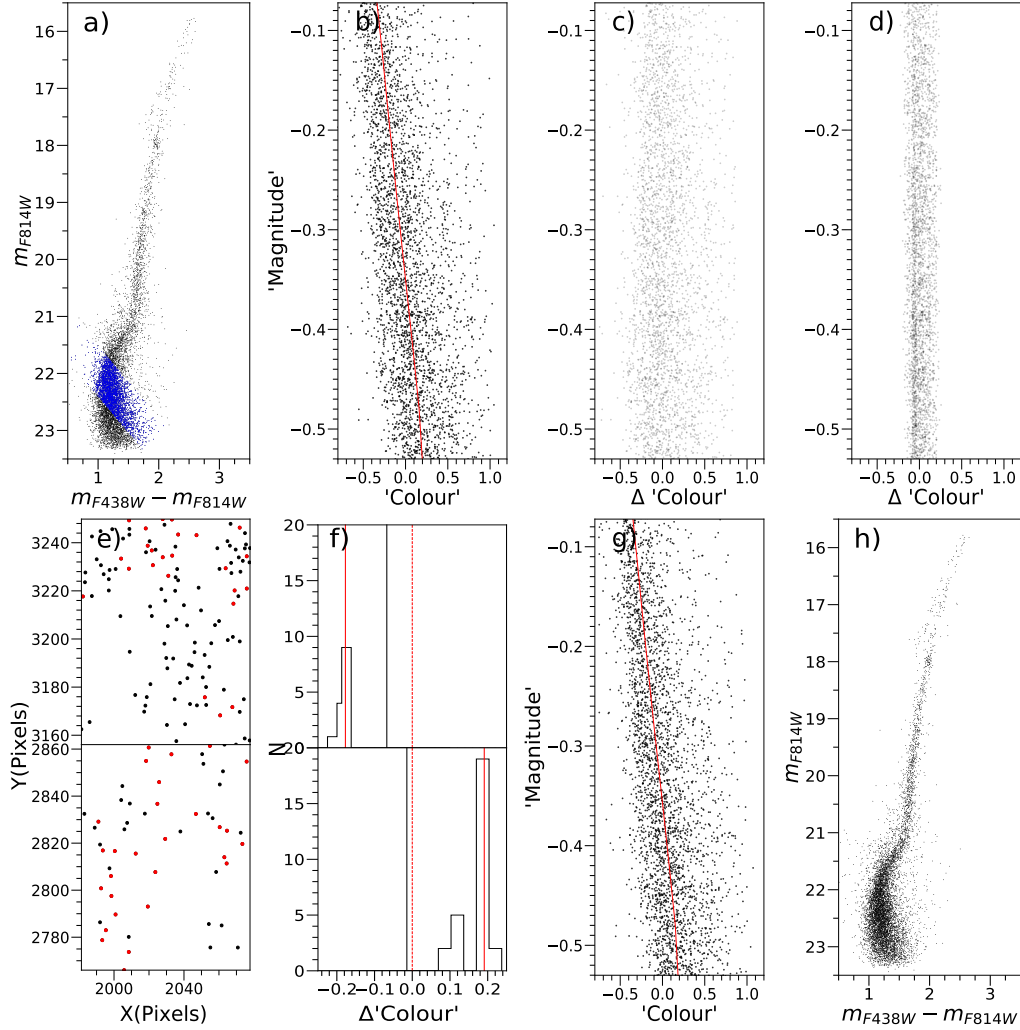 a)
16
17
18
19
20
21
22
23
m_F814W
1 2 3
m_F438W − m_F814W
b)
−0.1
−0.2
−0.3
−0.4
−0.5
'Magnitude'
−0.5 0.0 0.5 1.0
'Colour'
c)
−0.1
−0.2
−0.3
−0.4
−0.5
−0.5 0.0 0.5 1.0
Δ 'Colour'
d)
−0.1
−0.2
−0.3
−0.4
−0.5
−0.5 0.0 0.5 1.0
Δ 'Colour'
e)
3240
3220
3200
3180
3160
2860
2840
2820
2800
2780
Y(Pixels)
2000 2040
X(Pixels)
f)
20
15
10
5
20
15
10
5
0
N
−0.2 −0.1 0.0 0.1 0.2
Δ'Colour'
g)
−0.1
−0.2
−0.3
−0.4
−0.5
'Magnitude'
−0.5 0.0 0.5 1.0
'Colour'
h)
16
17
18
19
20
21
22
23
m_F814W
1 2 3
m_F438W − m_F814W